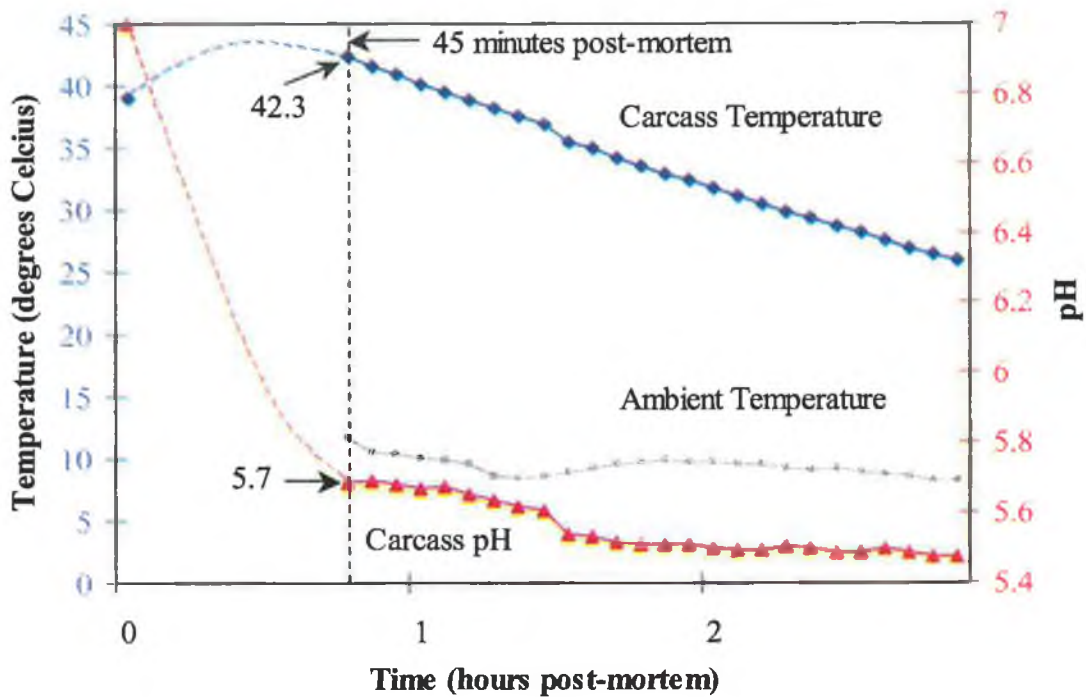 45
40
35
30
25
20
15
10
5
0
Temperature (degrees Celcius)
45 minutes post-mortem
42.3
Carcass Temperature
Ambient Temperature
5.7
Carcass pH
7
6.8
6.6
6.4
6.2
6
5.8
5.6
5.4
pH
0 1 2
Time (hours post-mortem)